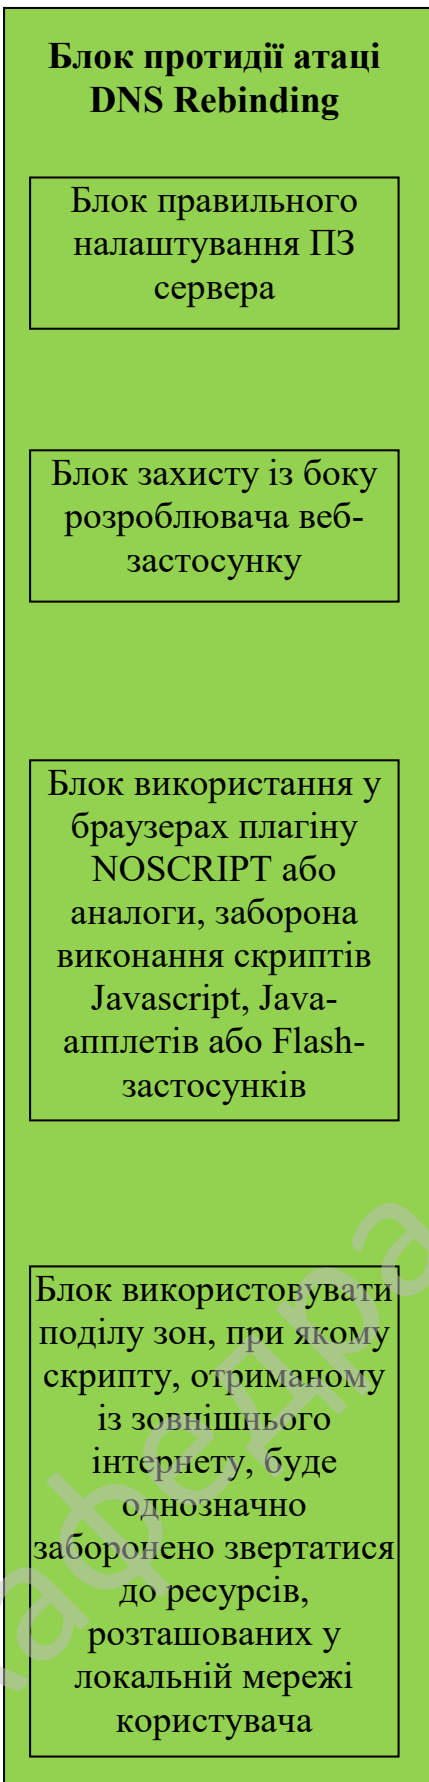 Блок протидії атаці
DNS Rebinding
Блок правильного
налаштування ПЗ
сервера
Блок захисту із боку
розроблювача веб-
застосунку
Блок використання у
браузерах плагіну
NOSCRIPT або
аналоги, заборона
виконання скриптів
Javascript, Java-
апплетів або Flash-
застосунків
Блок використовувати
поділу зон, при якому
скрипту, отриманому
із зовнішнього
інтернету, буде
однозначно
заборонено звертатися
до ресурсів,
розташованих у
локальній мережі
користувача